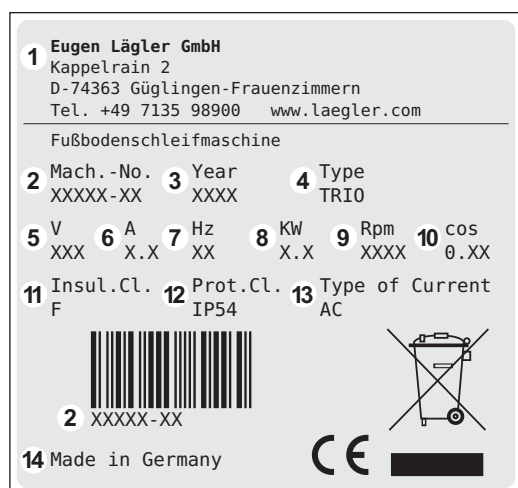 1 Eugen Lägler GmbH
Kappelrain 2
D-74363 Güglingen-Frauenzimmern
Tel. +49 7135 98900 www.laegler.com
Fußbodenschleifmaschine
2 Mach.-No. 3 Year 4 Type
XXXXX-XX XXXX TRIO
5 V 6 A 7 Hz 8 KW 9 Rpm 10 cos
XXX X.X XX X.X XXXX 0.XX
11 Insul.Cl. 12 Prot.Cl. 13 Type of Current
F IP54 AC
2 XXXXX-XX
14 Made in Germany CE